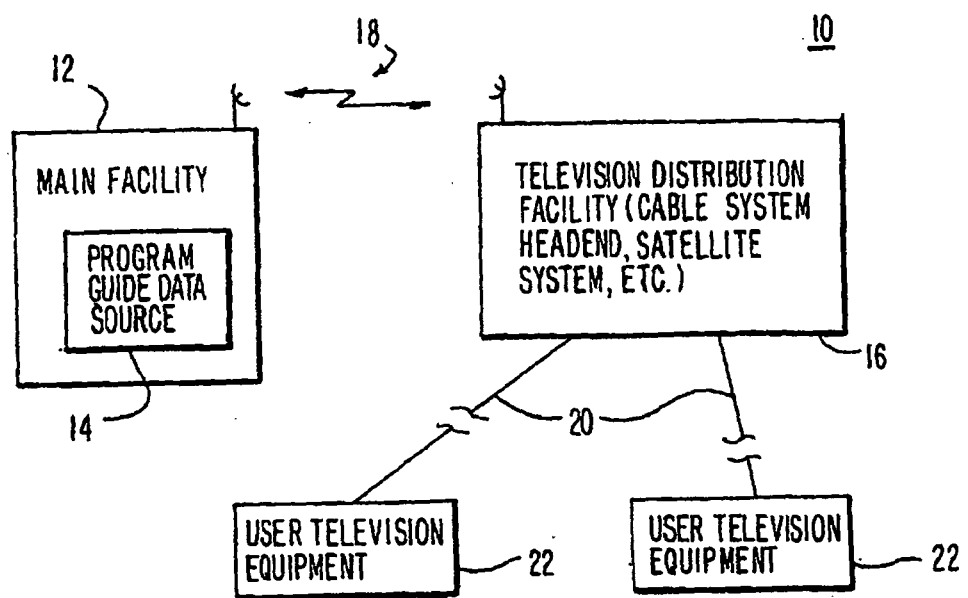 10
18
12
MAIN FACILITY
PROGRAM
GUIDE DATA
SOURCE
14
TELEVISION DISTRIBUTION
FACILITY (CABLE SYSTEM
HEADEND, SATELLITE
SYSTEM, ETC.)
16
20
USER TELEVISION
EQUIPMENT
22
USER TELEVISION
EQUIPMENT
22